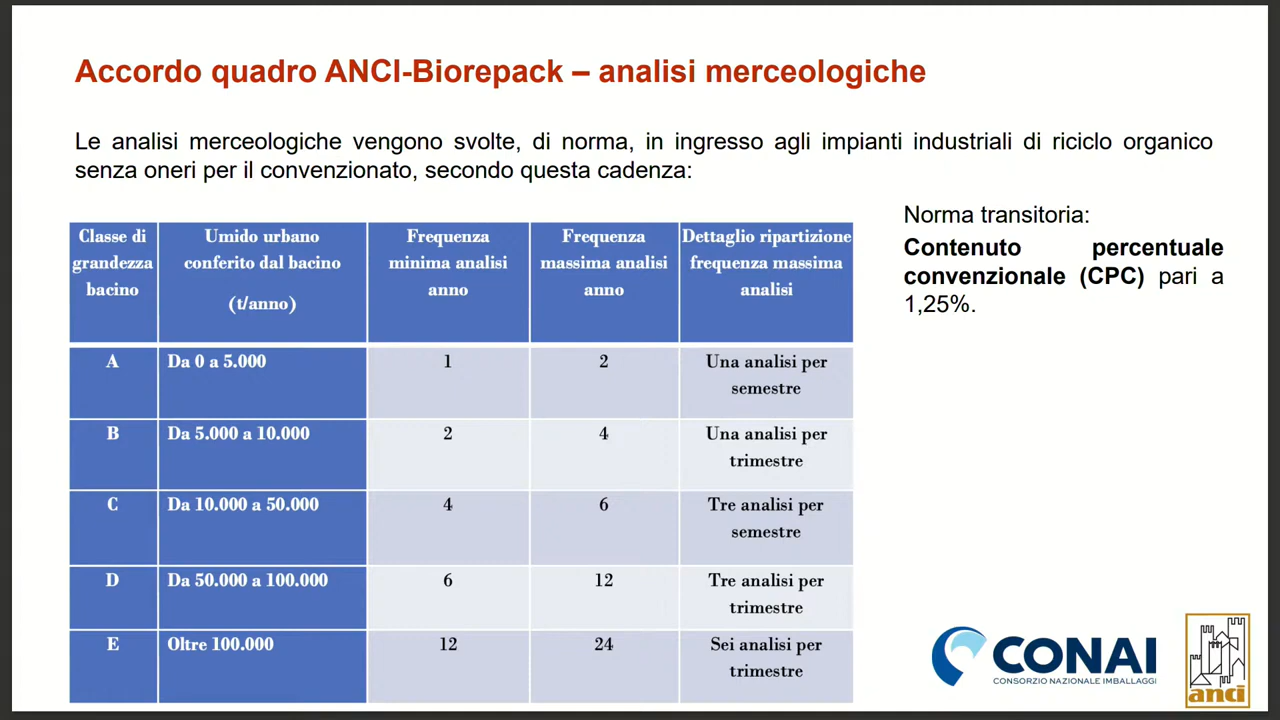 Accordo quadro ANCI-Biorepack – analisi merceologiche
Le analisi merceologiche vengono svolte, di norma, in ingresso agli impianti industriali di riciclo organico
senza oneri per il convenzionato, secondo questa cadenza:
Classe di
grandezza
bacino
Umido urbano
conferito dal bacino
(t/anno)
Frequenza
minima analisi
anno
Frequenza
massima analisi
anno
Dettaglio ripartizione
frequenza massima
analisi
A
Da 0 a 5.000
1
2
Una analisi per
semestre
B
Da 5.000 a 10.000
2
4
Una analisi per
trimestre
C
Da 10.000 a 50.000
4
6
Tre analisi per
semestre
D
Da 50.000 a 100.000
6
12
Tre analisi per
trimestre
E
Oltre 100.000
12
24
Sei analisi per
trimestre
Norma transitoria:
Contenuto percentuale
convenzionale (CPC) pari a
1,25%.
CONAI
CONSORZIO NAZIONALE IMBALLAGGI
anci